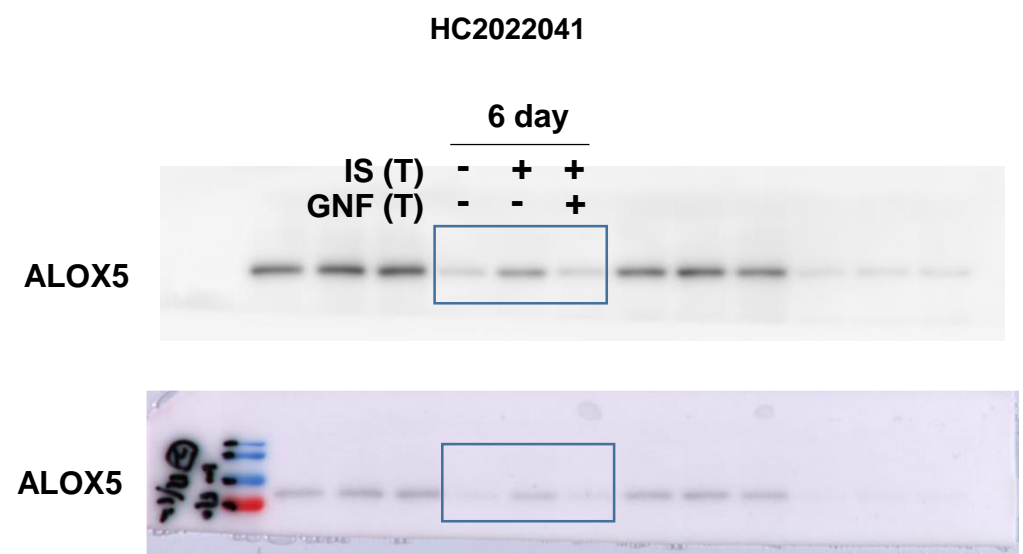 HC2022041
6 day
IS (T) - + +
GNF (T) - - +
ALOX5
ALOX5